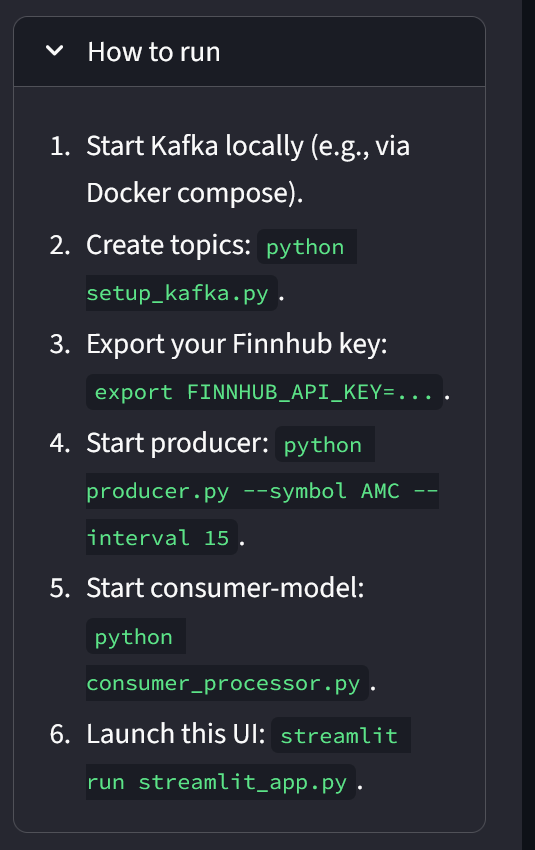 How to run
1. Start Kafka locally (e.g., via
Docker compose).
2. Create topics: python
setup_kafka.py .
3. Export your Finnhub key:
export FINNHUB_API_KEY=... .
4. Start producer: python
producer.py --symbol AMC --
interval 15 .
5. Start consumer-model:
python
consumer_processor.py .
6. Launch this UI: streamlit
run streamlit_app.py .